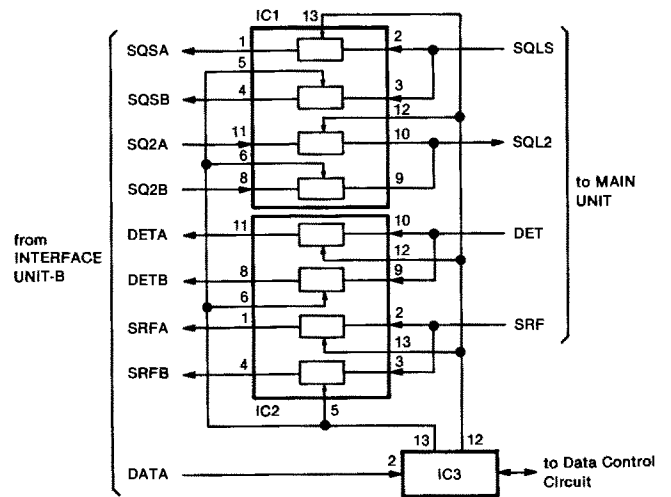 IC1 13
SQSA 1 2 SQLS
5
SQSB 4 3
12
SQ2A 11 10 SQL2
6
SQ2B 8 9
to MAIN
UNIT
from
INTERFACE
UNIT-B
DETA 11 10 DET
12
DETB 8 9
6
SRFA 1 2 SRF
13
SRFB 4 3
IC2 5
13 12
DATA 2 IC3 to Data Control
Circuit